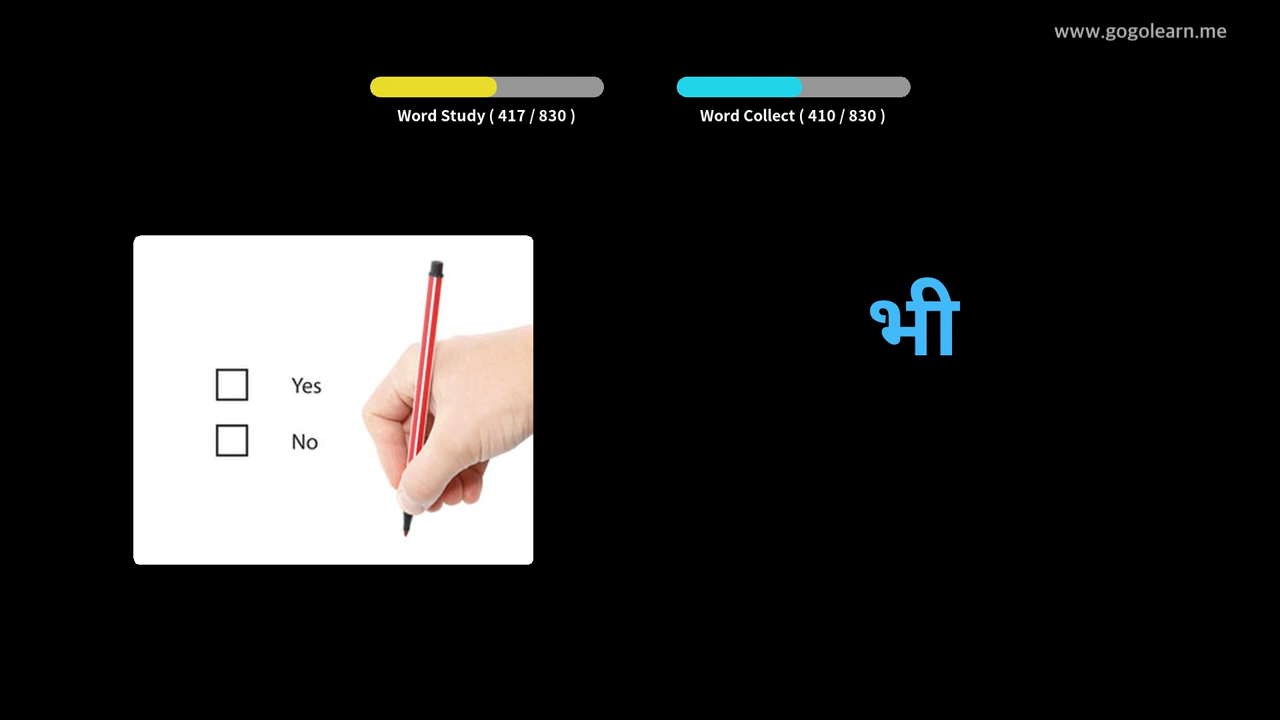 www.gogolearn.me
Word Study ( 417 / 830 )
Word Collect ( 410 / 830 )
Yes
No
भी